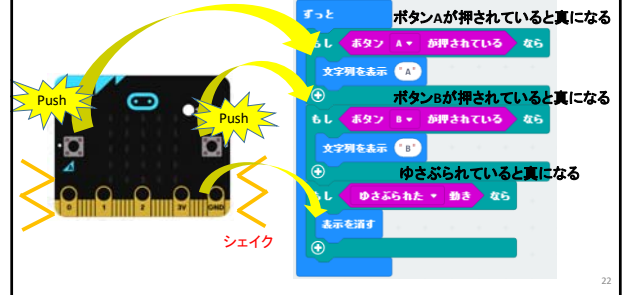 ずっと
ボタンAが押されていると真になる
もし ボタン A▼ が押されている なら
文字列を表示 "A"
ボタンBが押されていると真になる
もし ボタン B▼ が押されている なら
文字列を表示 "B"
ゆさぶられていると真になる
もし ゆさぶられた▼ 動き なら
表示を消す
Push
Push
0 1 2 3V GND
シェイク
22